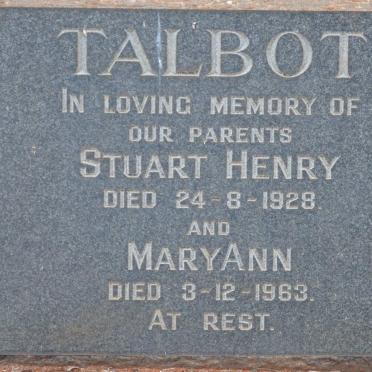 TALBOT
IN LOVING MEMORY OF
OUR PARENTS
STUART HENRY
DIED 24-8-1928.
AND
MARYANN
DIED 3-12-1963.
AT REST.